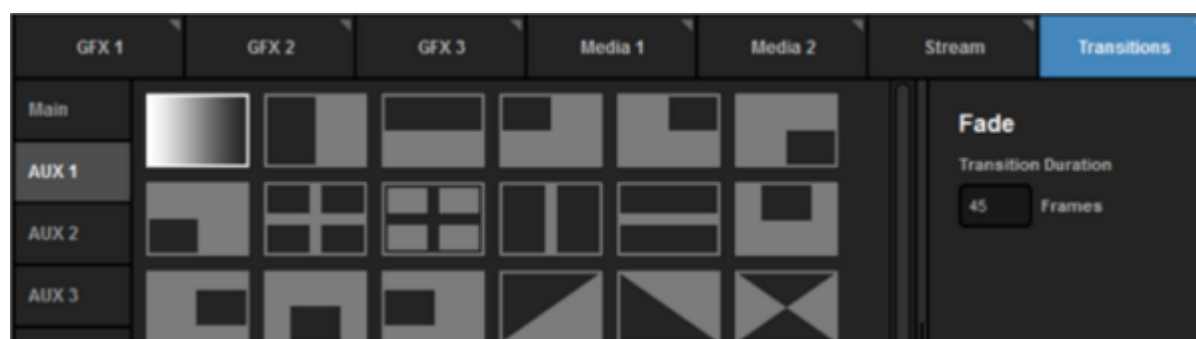 GFX 1 GFX 2 GFX 3 Media 1 Media 2 Stream Transitions
Main
AUX 1
AUX 2
AUX 3
Fade
Transition Duration
45 Frames